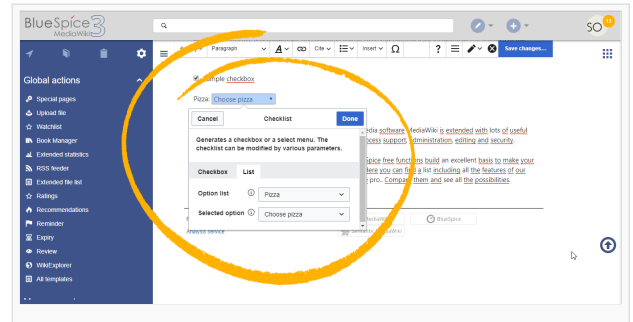 BlueSpice 3
MediaWiki
SO
Paragraph
A
Cite
Insert
Ω
?
Save changes...
Global actions
Special pages
Upload file
Watchlist
Book Manager
Extended statistics
RSS feeder
Extended file list
Ratings
Recommendations
Reminder
Expiry
Review
WikiExplorer
All templates
checkbox
Pizza: Choose pizza
Cancel
Checklist
Done
Generates a checkbox or a select menu. The
checklist can be modified by various parameters.
Checkbox
List
Option list
Pizza
Selected option
Choose pizza
software MediaWiki is extended with lots of useful
support, administration, editing and security.
free functions build an excellent basis to make your
Here you can find a list including all the features of our
pro.. Compare them and see all the possibilities.
BlueSpice
Analysis service